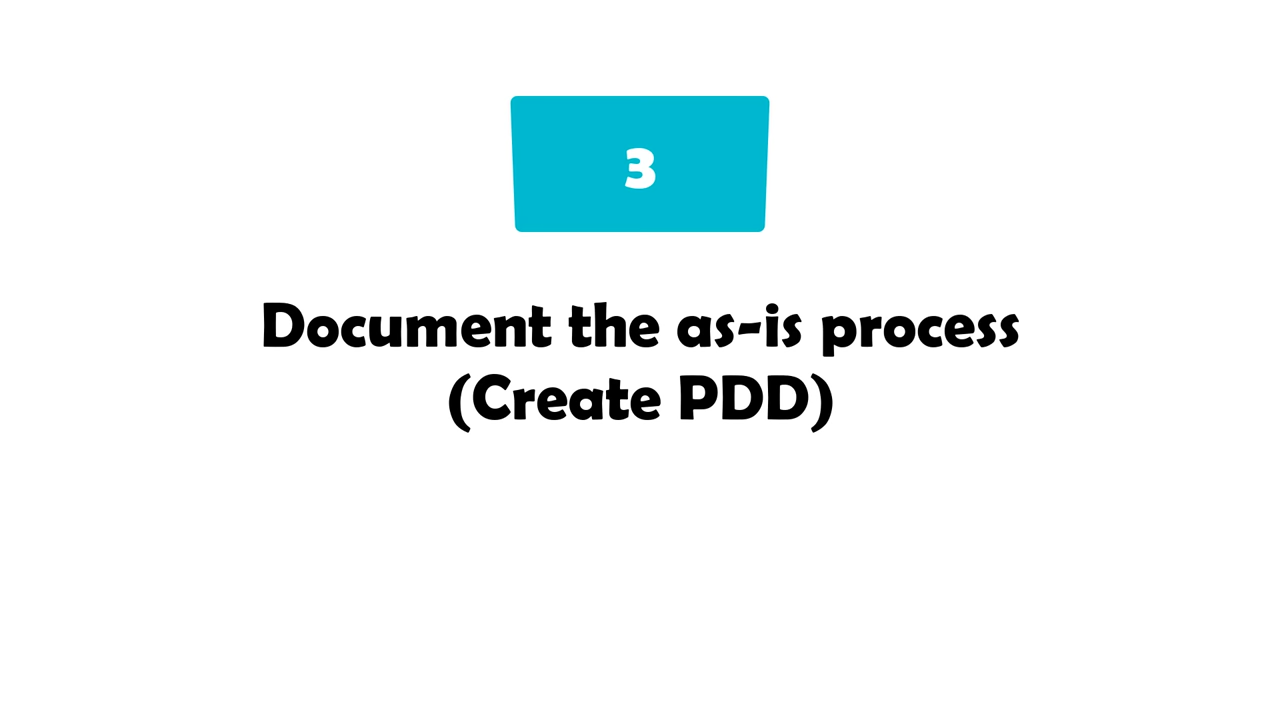 3
Document the as-is process
(Create PDD)